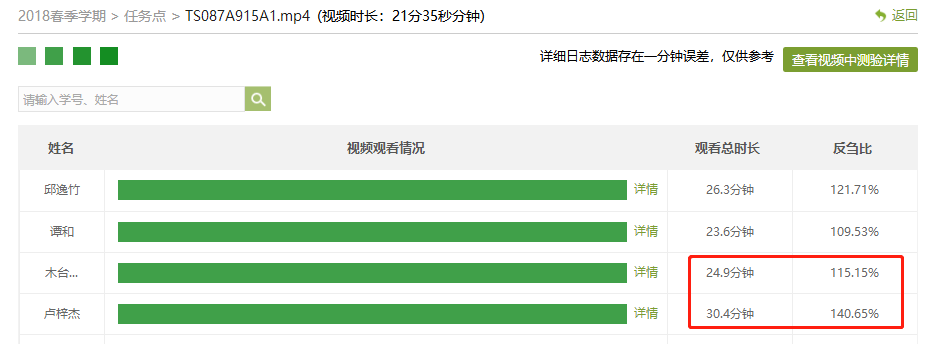 2018春季学期 > 任务点 > TS087A915A1.mp4 (视频时长：21分35秒分钟) 返回
详细日志数据存在一分钟误差，仅供参考 查看视频中测验详情
请输入学号、姓名
姓名 视频观看情况 观看总时长 反刍比
邱逸竹 详情 26.3分钟 121.71%
谭和 详情 23.6分钟 109.53%
木台... 详情 24.9分钟 115.15%
卢梓杰 详情 30.4分钟 140.65%